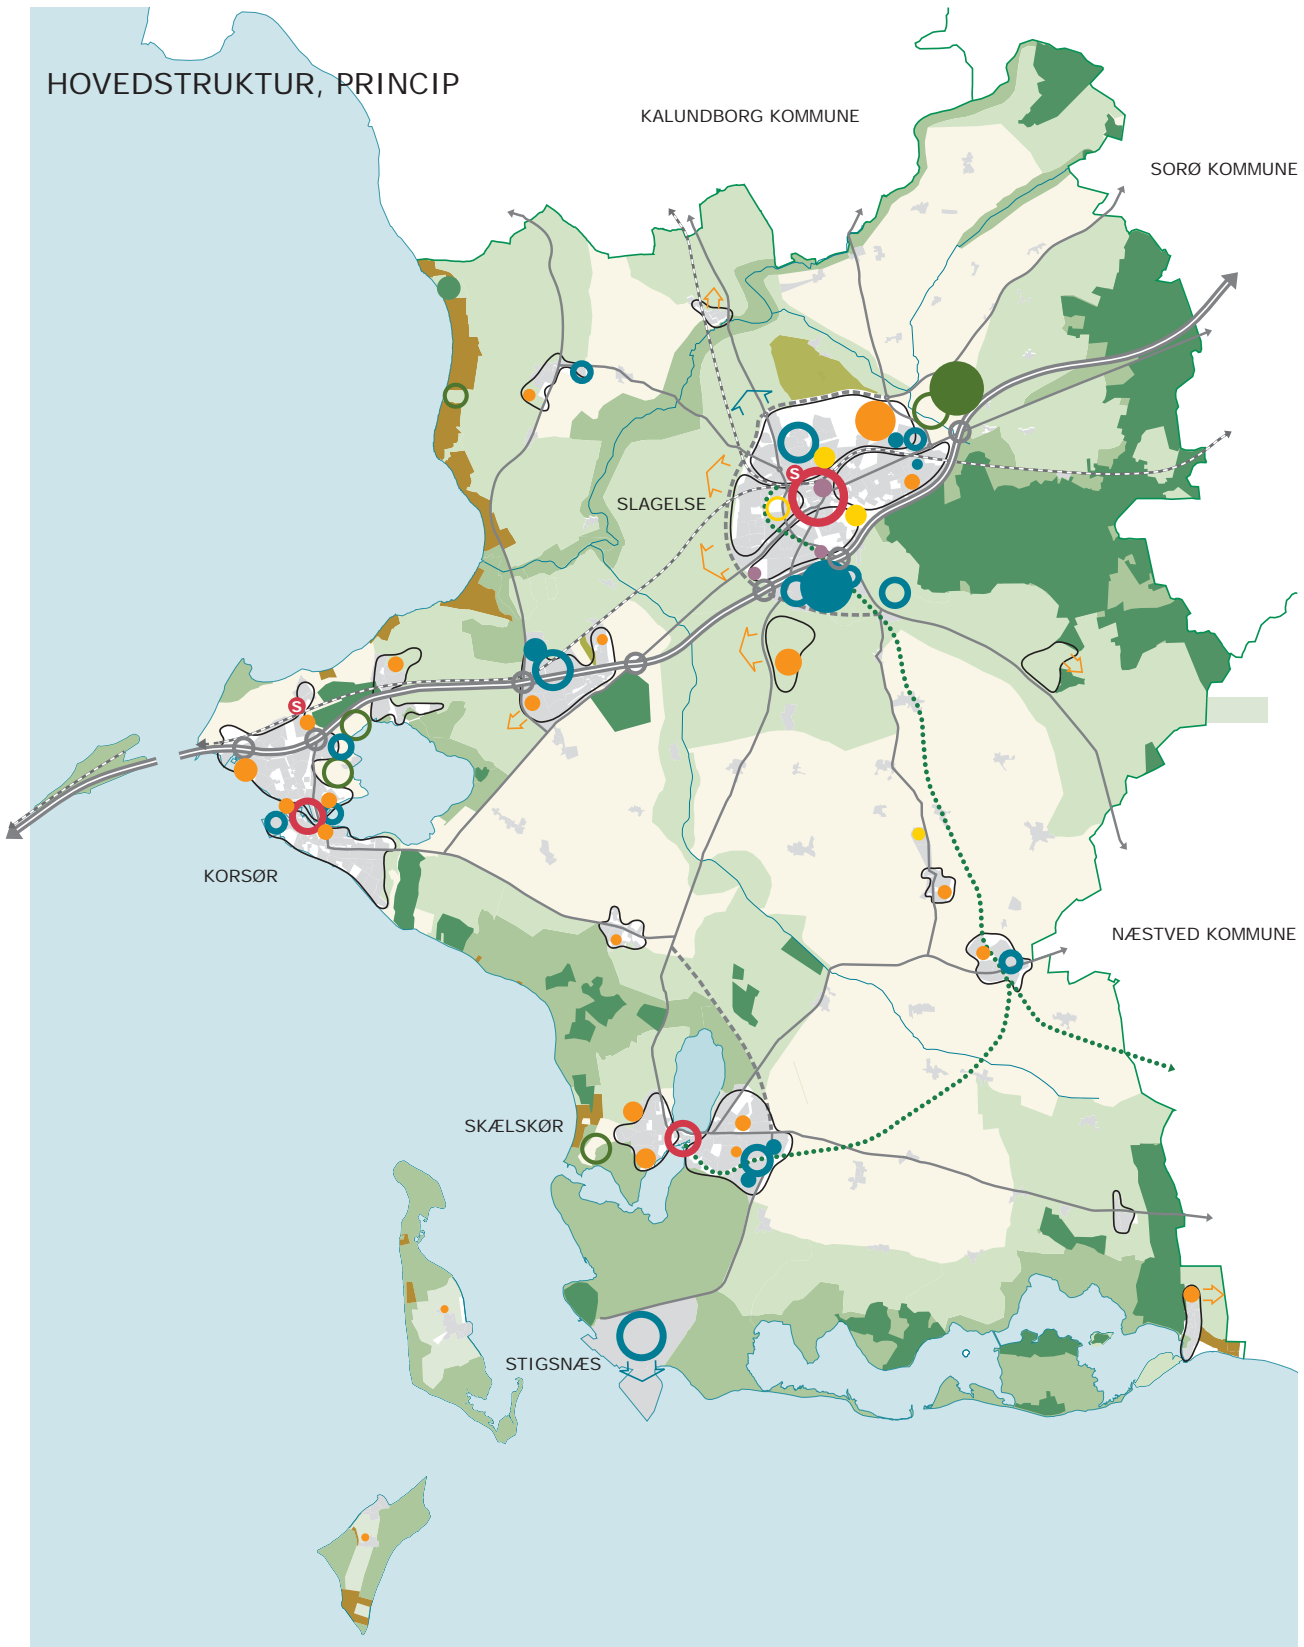 HOVEDSTRUKTUR, PRINCIP
KALUNDBORG KOMMUNE
SORØ KOMMUNE
S
SLAGELSE
S
KORSØR
NÆSTVED KOMMUNE
SKÆLSKØR
STIGSNÆS